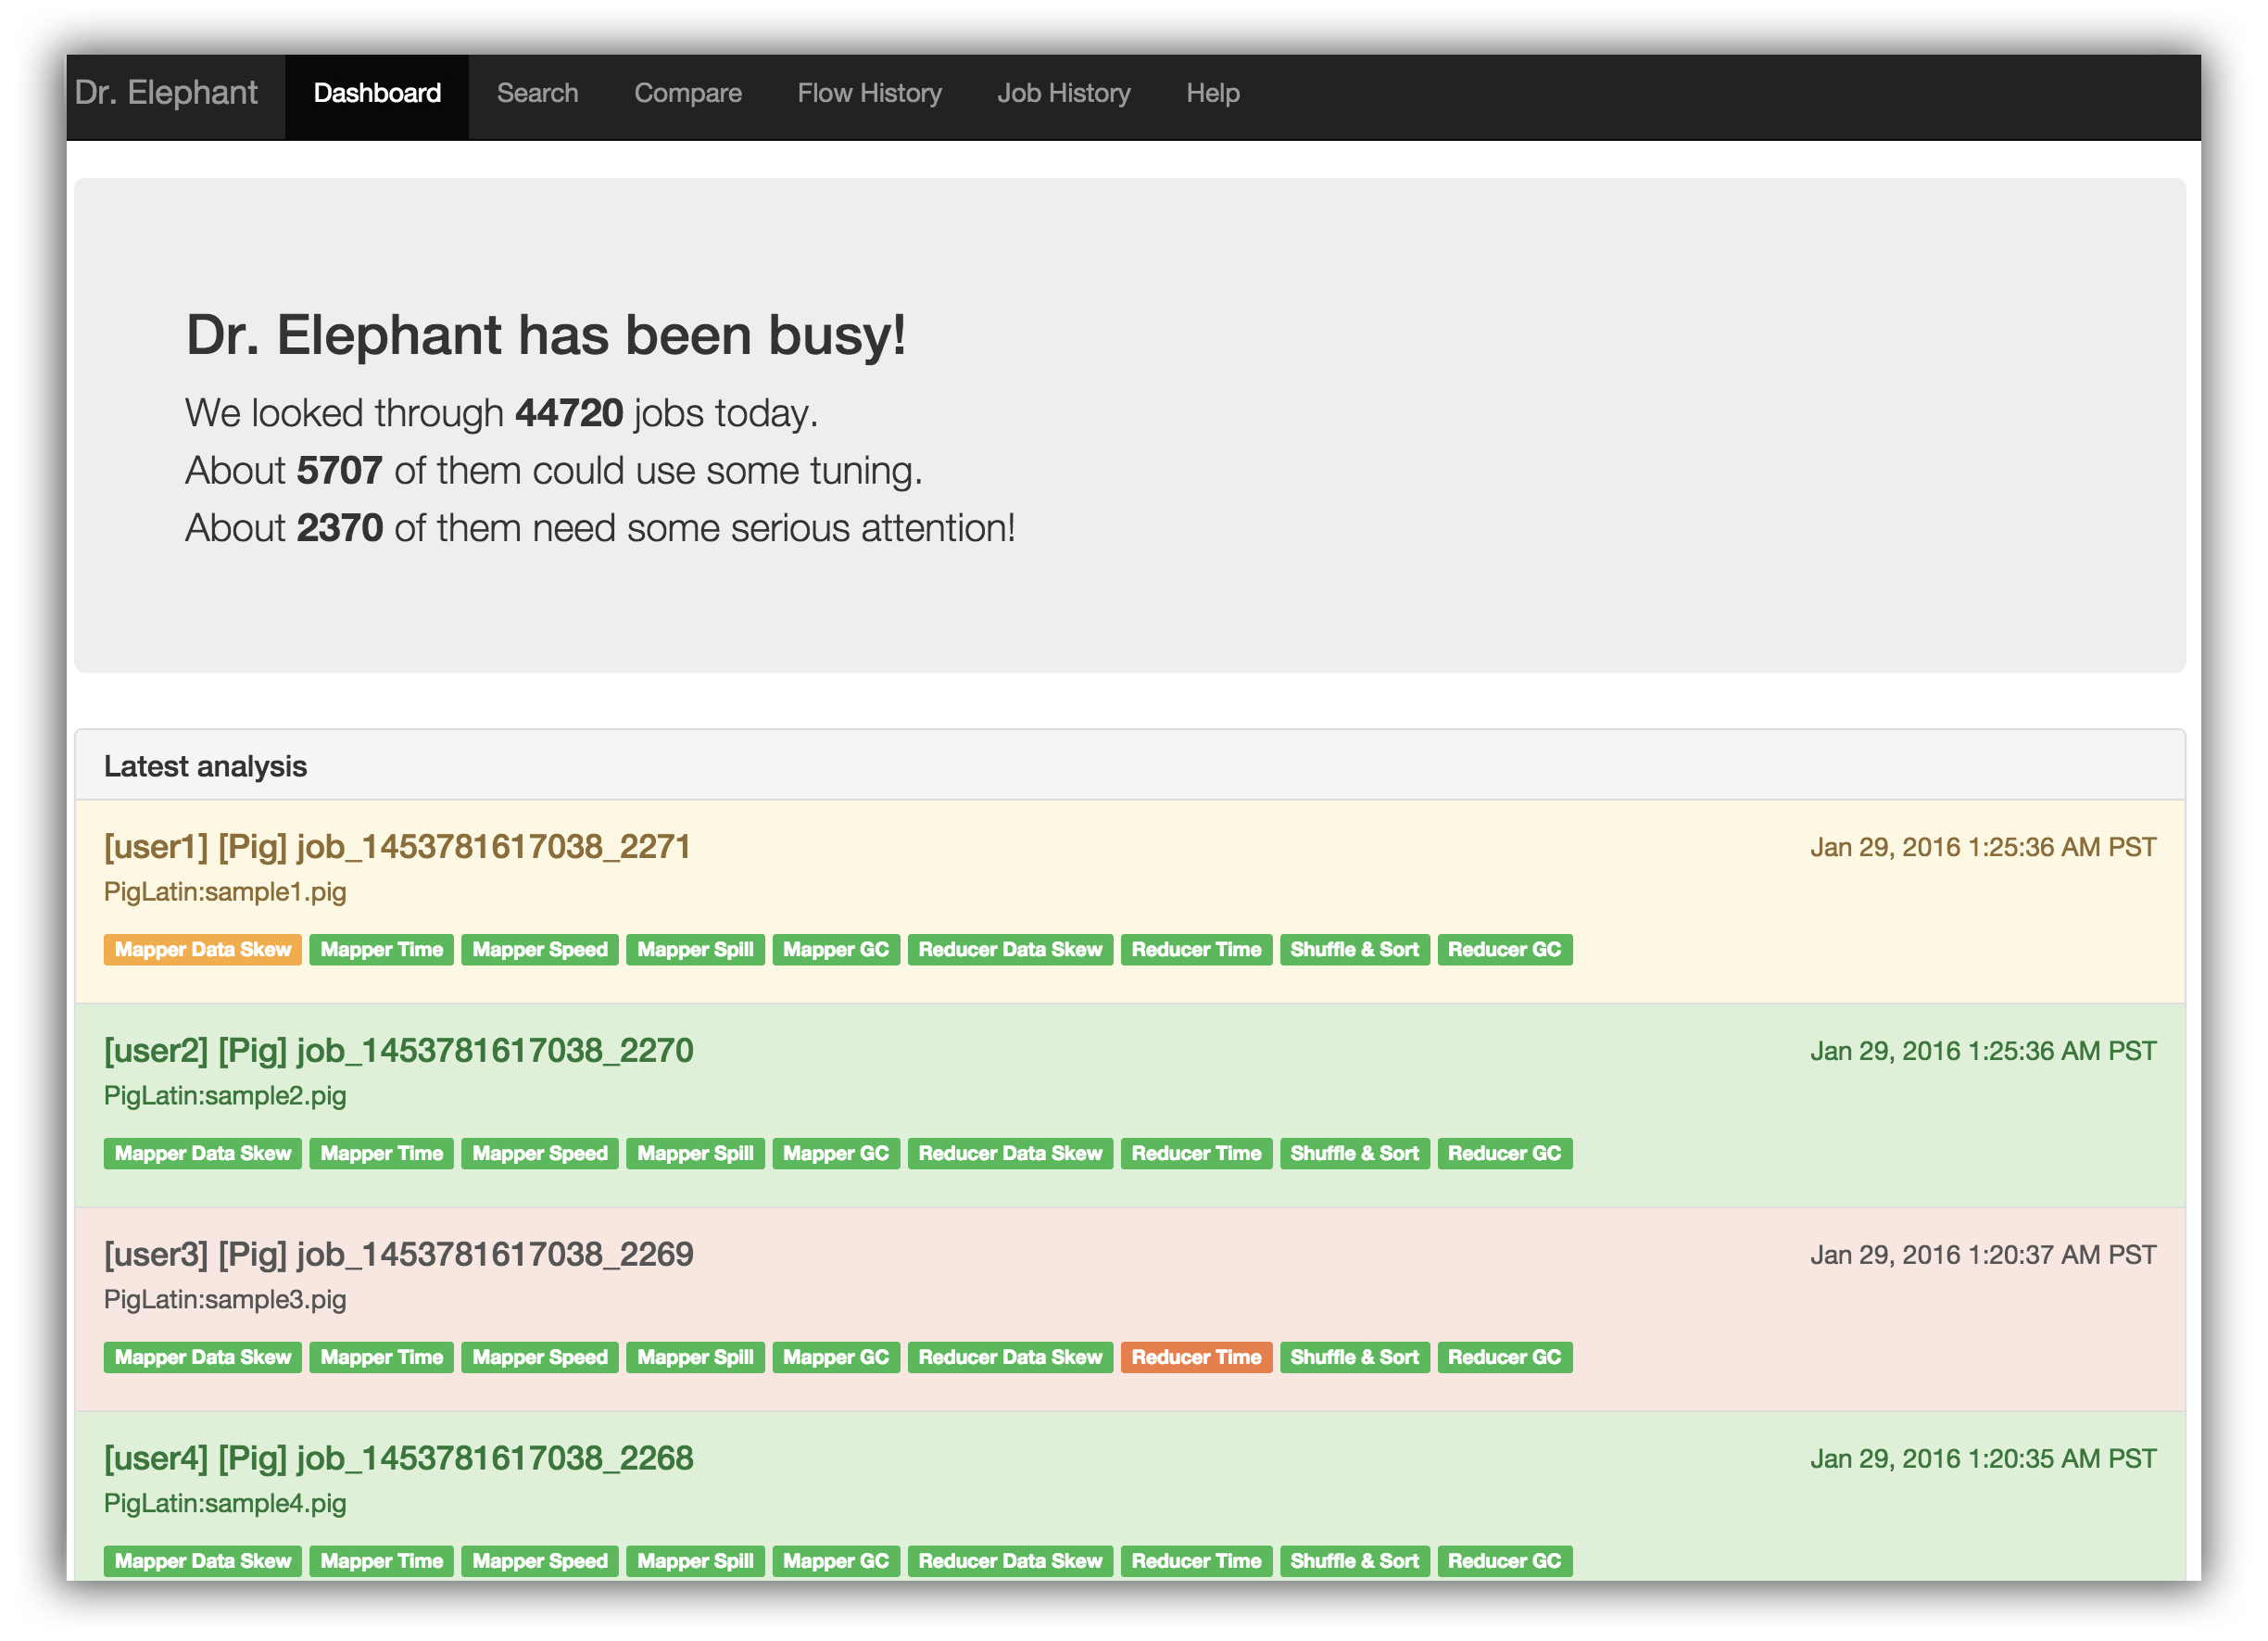 Dr. Elephant Dashboard Search Compare Flow History Job History Help
Dr. Elephant has been busy!
We looked through 44720 jobs today.
About 5707 of them could use some tuning.
About 2370 of them need some serious attention!
Latest analysis
[user1] [Pig] job_1453781617038_2271 Jan 29, 2016 1:25:36 AM PST
PigLatin:sample1.pig
Mapper Data Skew Mapper Time Mapper Speed Mapper Spill Mapper GC Reducer Data Skew Reducer Time Shuffle & Sort Reducer GC
[user2] [Pig] job_1453781617038_2270 Jan 29, 2016 1:25:36 AM PST
PigLatin:sample2.pig
Mapper Data Skew Mapper Time Mapper Speed Mapper Spill Mapper GC Reducer Data Skew Reducer Time Shuffle & Sort Reducer GC
[user3] [Pig] job_1453781617038_2269 Jan 29, 2016 1:20:37 AM PST
PigLatin:sample3.pig
Mapper Data Skew Mapper Time Mapper Speed Mapper Spill Mapper GC Reducer Data Skew Reducer Time Shuffle & Sort Reducer GC
[user4] [Pig] job_1453781617038_2268 Jan 29, 2016 1:20:35 AM PST
PigLatin:sample4.pig
Mapper Data Skew Mapper Time Mapper Speed Mapper Spill Mapper GC Reducer Data Skew Reducer Time Shuffle & Sort Reducer GC